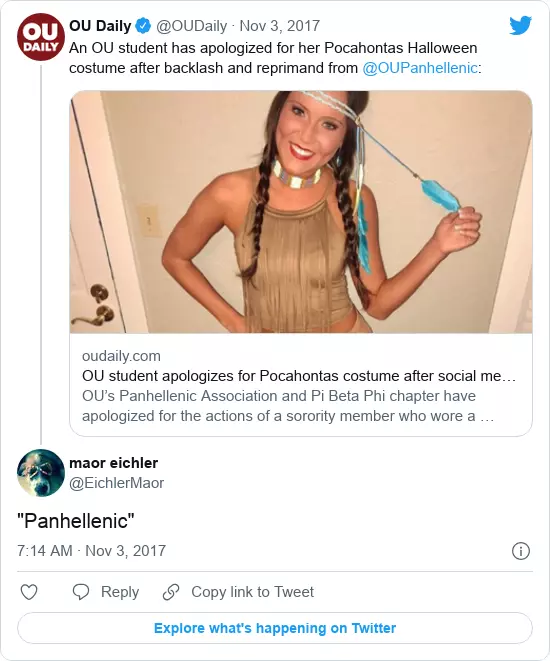 OU DAILY
OU Daily @OUDaily · Nov 3, 2017
An OU student has apologized for her Pocahontas Halloween
costume after backlash and reprimand from @OUPanhellenic:
oudaily.com
OU student apologizes for Pocahontas costume after social me…
OU's Panhellenic Association and Pi Beta Phi chapter have
apologized for the actions of a sorority member who wore a …
maor eichler
@EichlerMaor
"Panhellenic"
7:14 AM · Nov 3, 2017
Reply Copy link to Tweet
Explore what's happening on Twitter